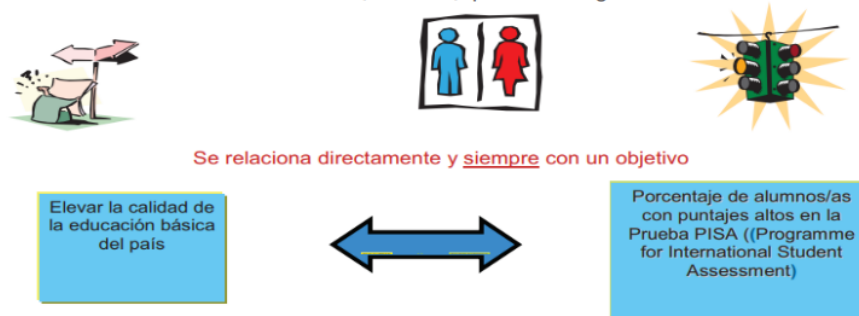 Se relaciona directamente y siempre con un objetivo
Elevar la calidad de
la educación básica
del país
Porcentaje de alumnos/as
con puntajes altos en la
Prueba PISA ((Programme
for International Student
Assessment)